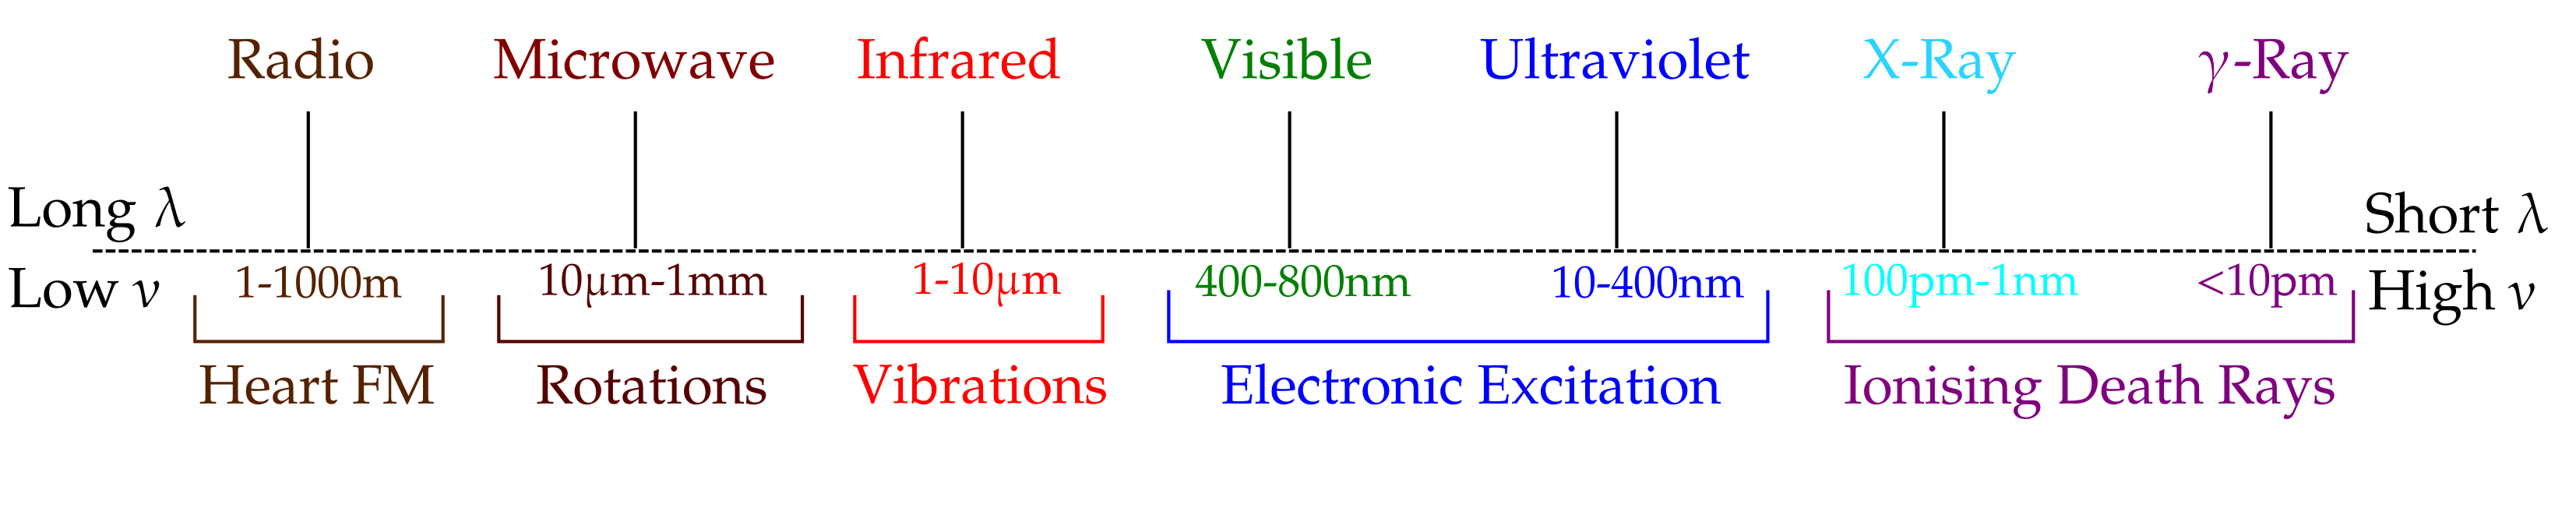 Radio Microwave Infrared Visible Ultraviolet X-Ray γ-Ray
Long λ Short λ
Low ν 1-1000m 10μm-1mm 1-10μm 400-800nm 10-400nm 100pm-1nm <10pm High ν
Heart FM Rotations Vibrations Electronic Excitation Ionising Death Rays